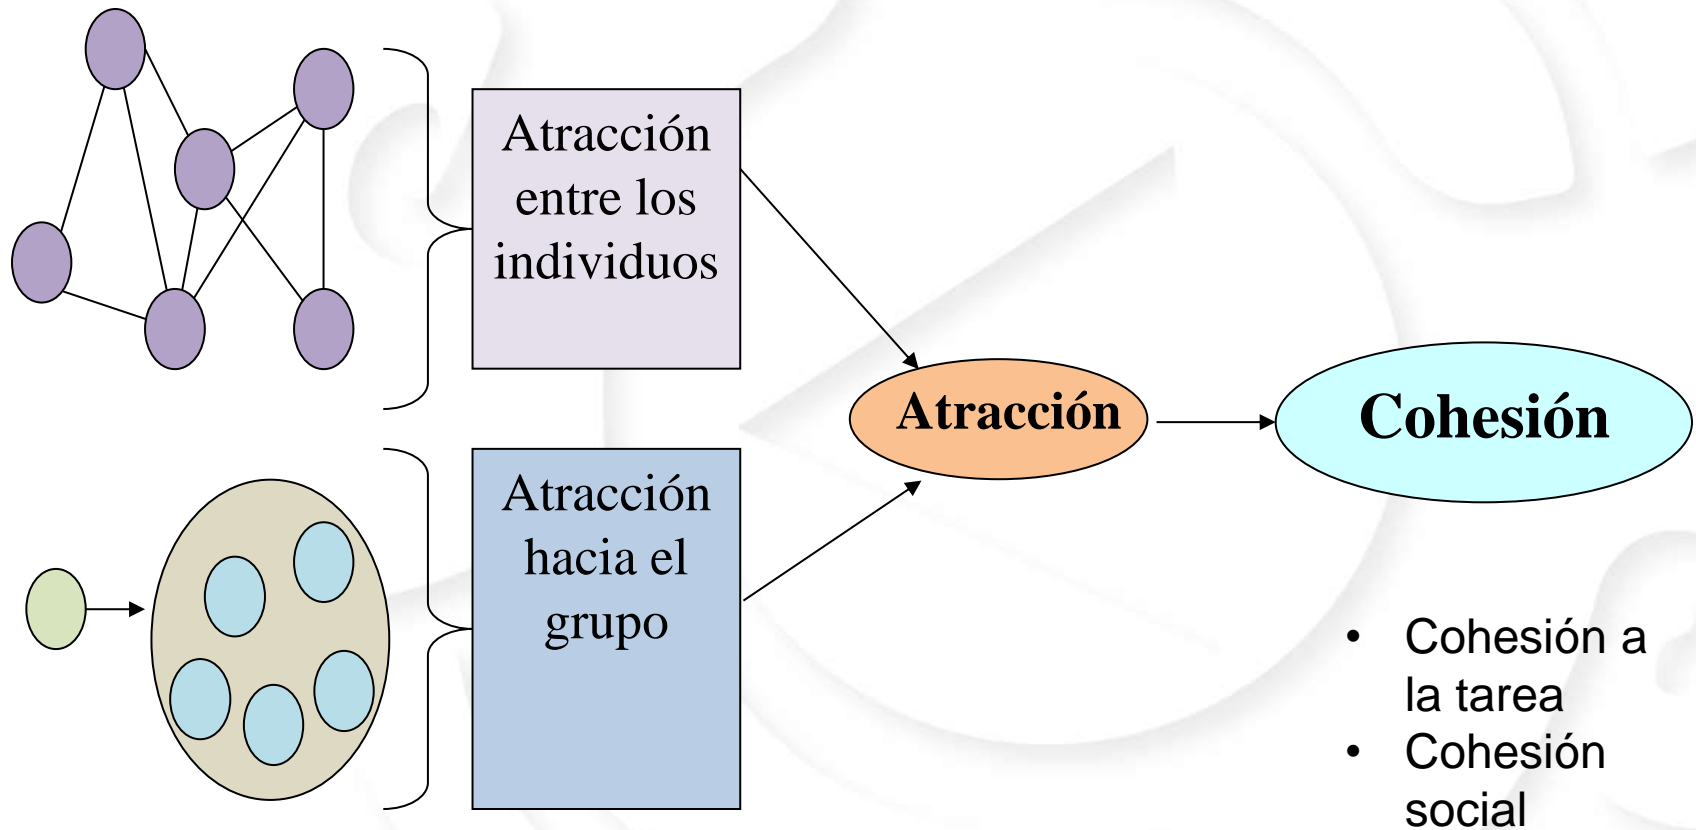 Atracción
entre los
individuos
Atracción
hacia el
grupo
Atracción
Cohesión
• Cohesión a
la tarea
• Cohesión
social